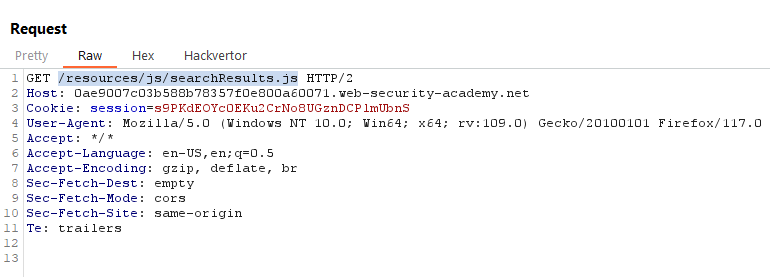 Request
Pretty Raw Hex Hackvertor
1 GET /resources/js/searchResults.js HTTP/2
2 Host: 0ae9007c03b588b78357f0e800a60071.web-security-academy.net
3 Cookie: session=s9PKdEOYc0EKu2CrNo8UGznDCPlmUbnS
4 User-Agent: Mozilla/5.0 (Windows NT 10.0; Win64; x64; rv:109.0) Gecko/20100101 Firefox/117.0
5 Accept: */*
6 Accept-Language: en-US,en;q=0.5
7 Accept-Encoding: gzip, deflate, br
8 Sec-Fetch-Dest: empty
9 Sec-Fetch-Mode: cors
10 Sec-Fetch-Site: same-origin
11 Te: trailers
12
13